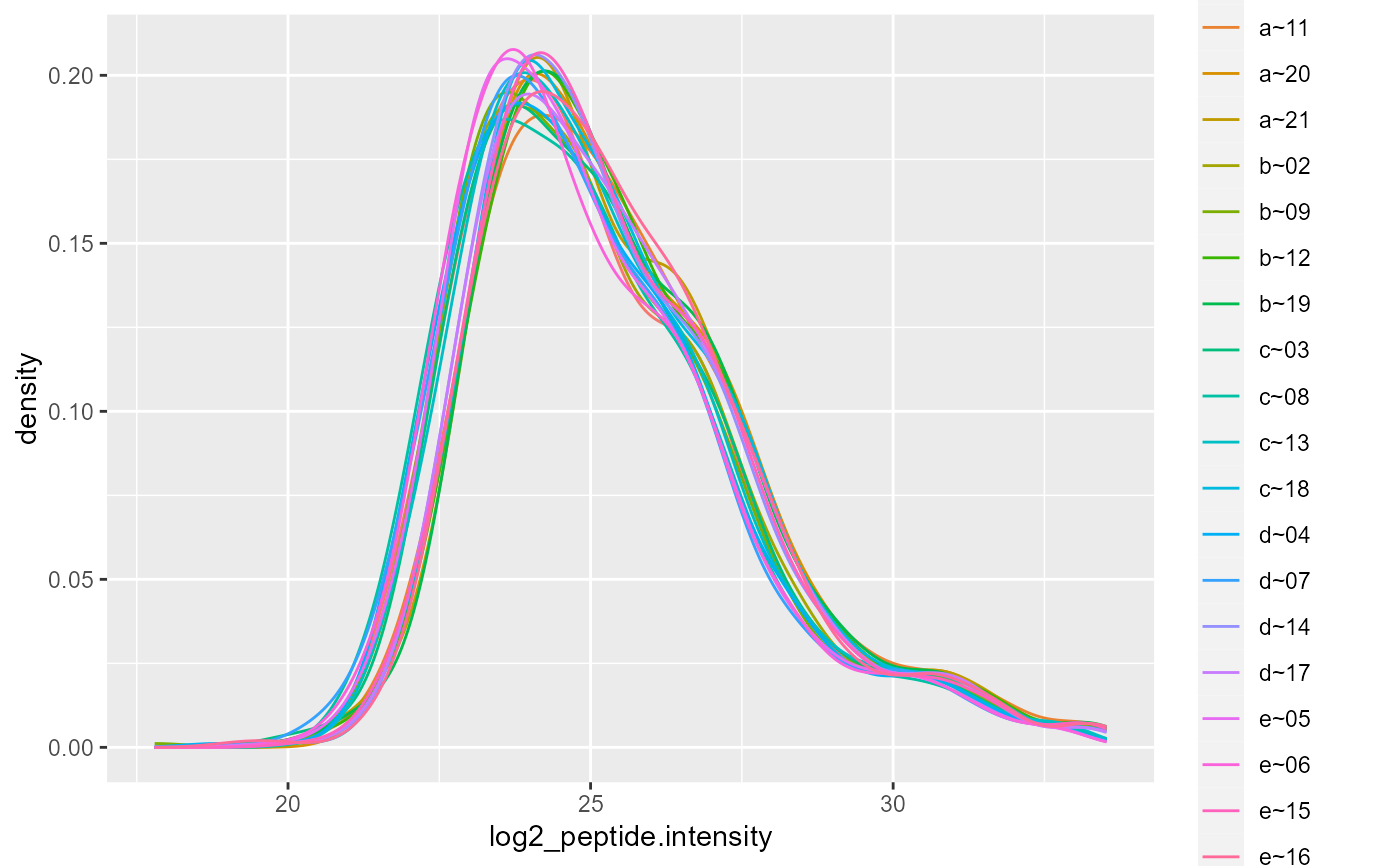 0.20
0.15
0.10
0.05
0.00
density
20 25 30
log2_peptide.intensity
a~11
a~20
a~21
b~02
b~09
b~12
b~19
c~03
c~08
c~13
c~18
d~04
d~07
d~14
d~17
e~05
e~06
e~15
e~16